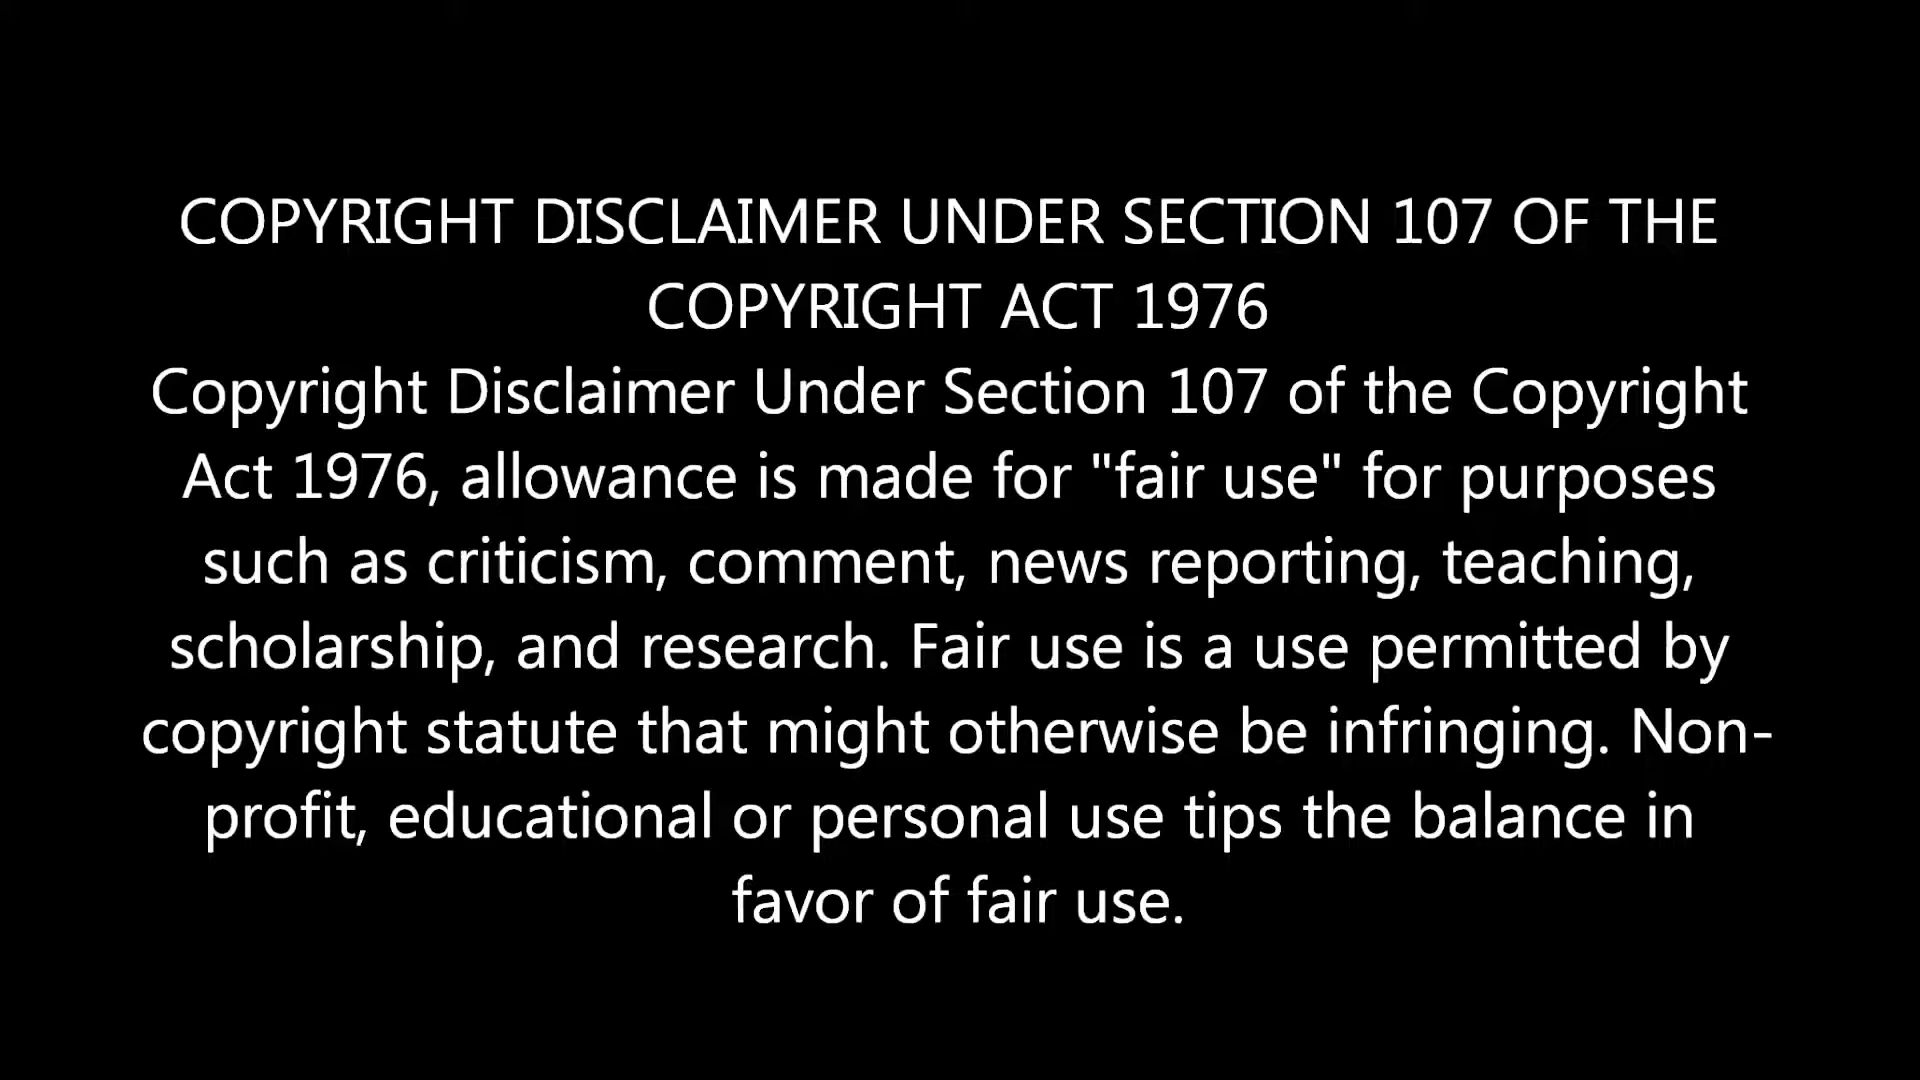 COPYRIGHT DISCLAIMER UNDER SECTION 107 OF THE
COPYRIGHT ACT 1976
Copyright Disclaimer Under Section 107 of the Copyright
Act 1976, allowance is made for "fair use" for purposes
such as criticism, comment, news reporting, teaching,
scholarship, and research. Fair use is a use permitted by
copyright statute that might otherwise be infringing. Non-
profit, educational or personal use tips the balance in
favor of fair use.